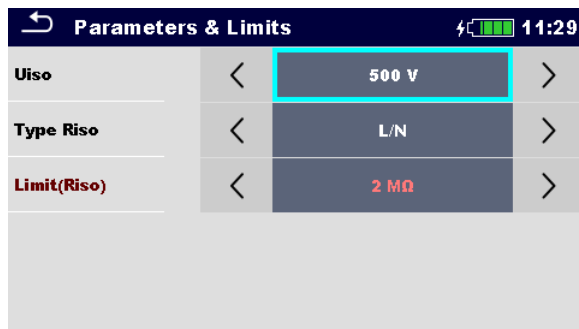 Parameters & Limits 11:29
Uiso 500 V
Type Riso L/N
Limit(Riso) 2 MΩ